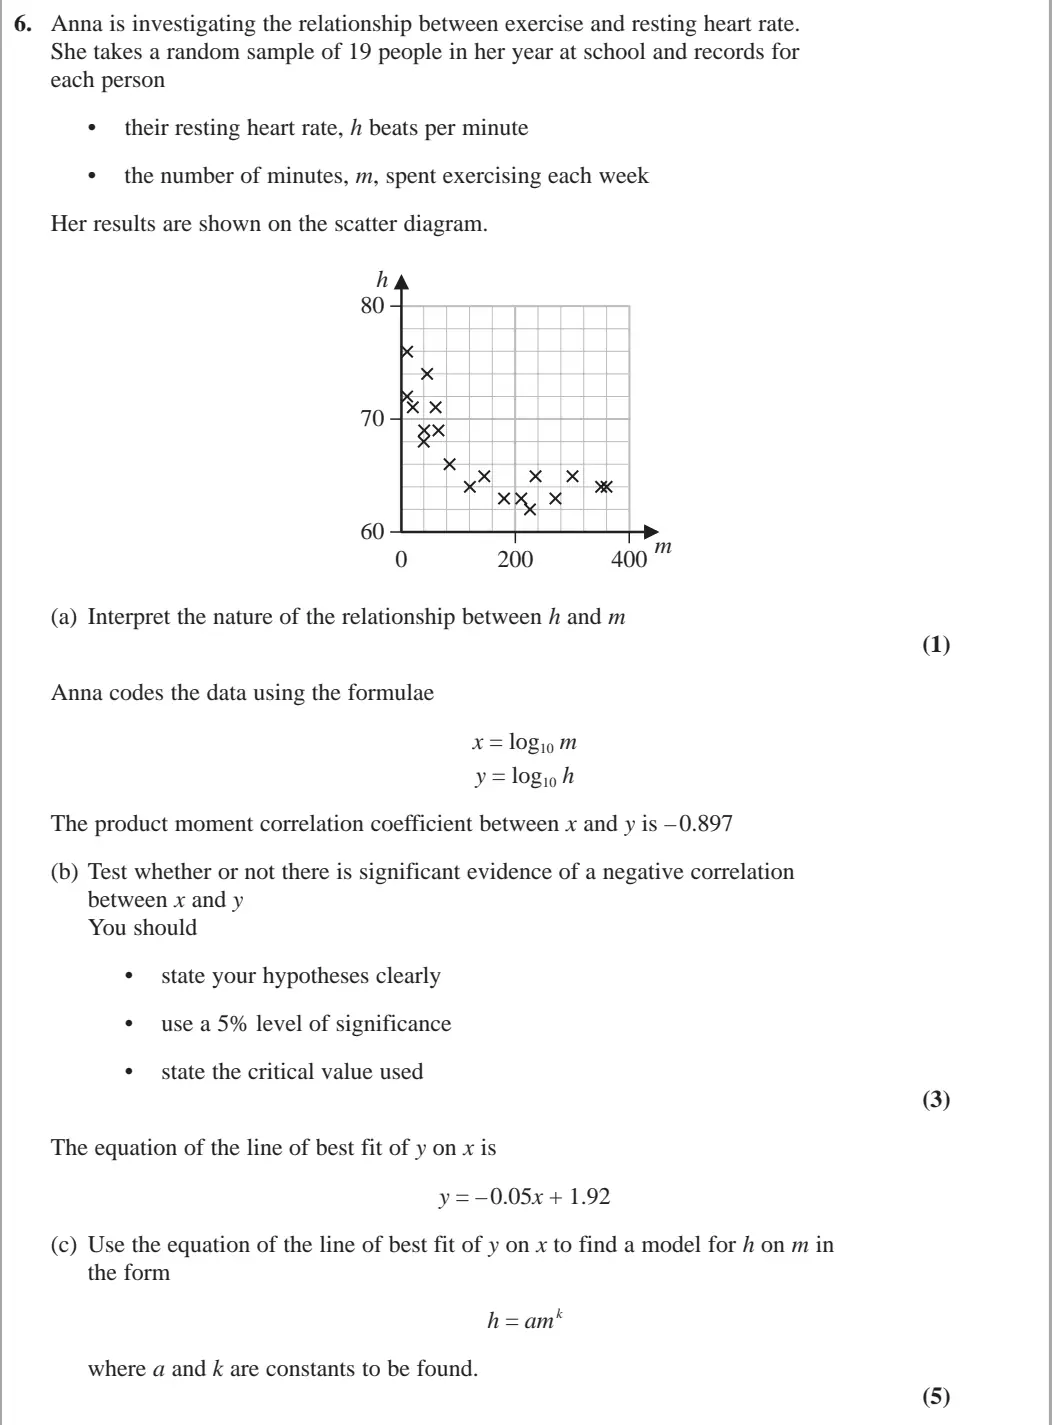 6. Anna is investigating the relationship between exercise and resting heart rate.
She takes a random sample of 19 people in her year at school and records for
each person
• their resting heart rate, h beats per minute
• the number of minutes, m, spent exercising each week
Her results are shown on the scatter diagram.
h
80
70
60
0 200 400 m
(a) Interpret the nature of the relationship between h and m
(1)
Anna codes the data using the formulae
x = log₁₀ m
y = log₁₀ h
The product moment correlation coefficient between x and y is –0.897
(b) Test whether or not there is significant evidence of a negative correlation
between x and y
You should
• state your hypotheses clearly
• use a 5% level of significance
• state the critical value used
(3)
The equation of the line of best fit of y on x is
y = –0.05x + 1.92
(c) Use the equation of the line of best fit of y on x to find a model for h on m in
the form
h = amᵏ
where a and k are constants to be found.
(5)